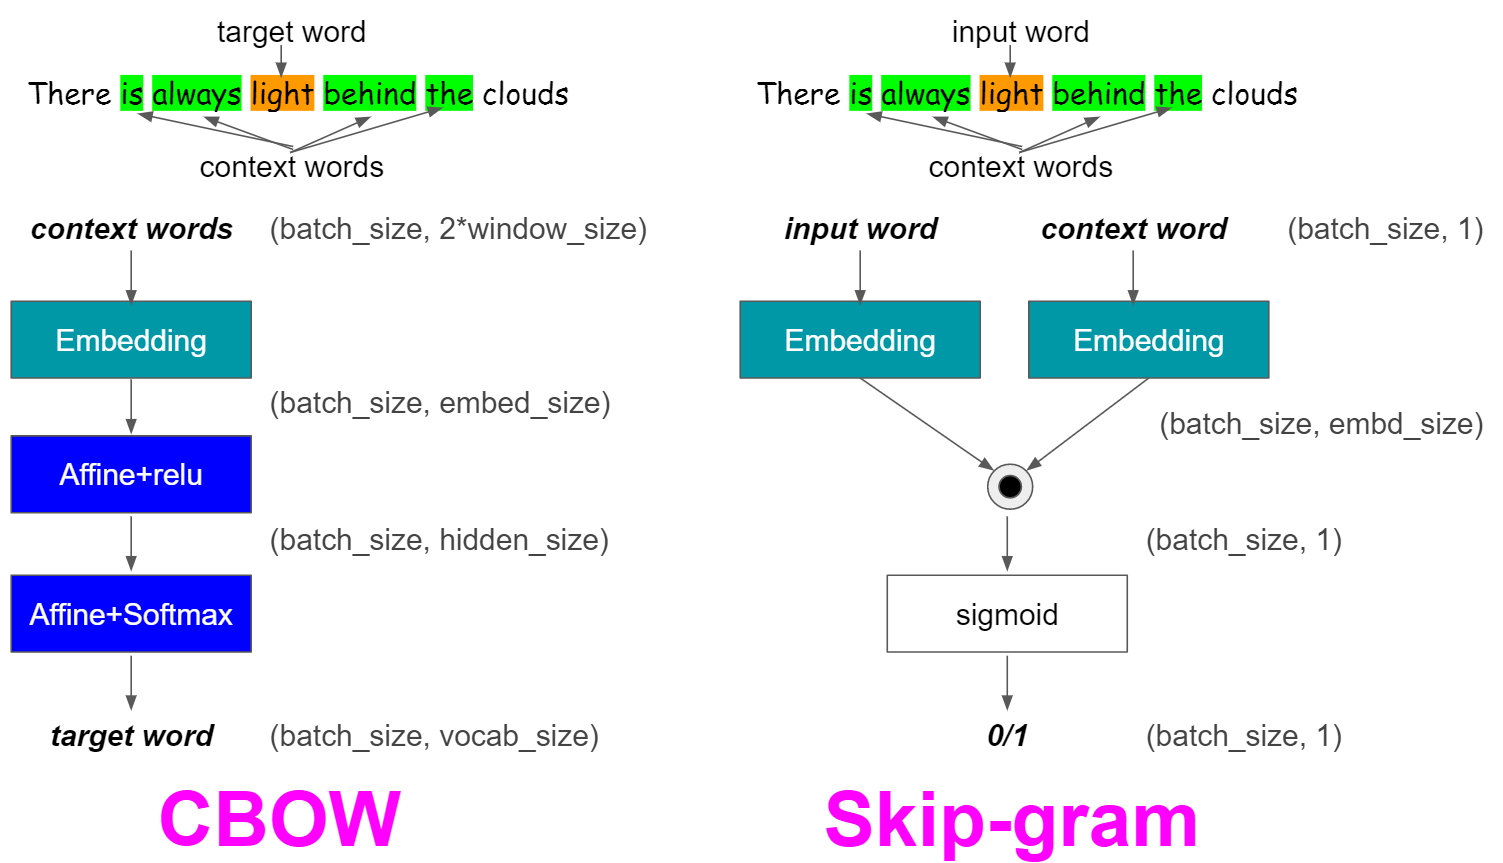 target word
There is always light behind the clouds
context words
context words (batch_size, 2*window_size)
Embedding
(batch_size, embed_size)
Affine+relu
(batch_size, hidden_size)
Affine+Softmax
target word (batch_size, vocab_size)
CBOW
input word
There is always light behind the clouds
context words
input word context word (batch_size, 1)
Embedding Embedding
(batch_size, embd_size)
(batch_size, 1)
sigmoid
0/1 (batch_size, 1)
Skip-gram